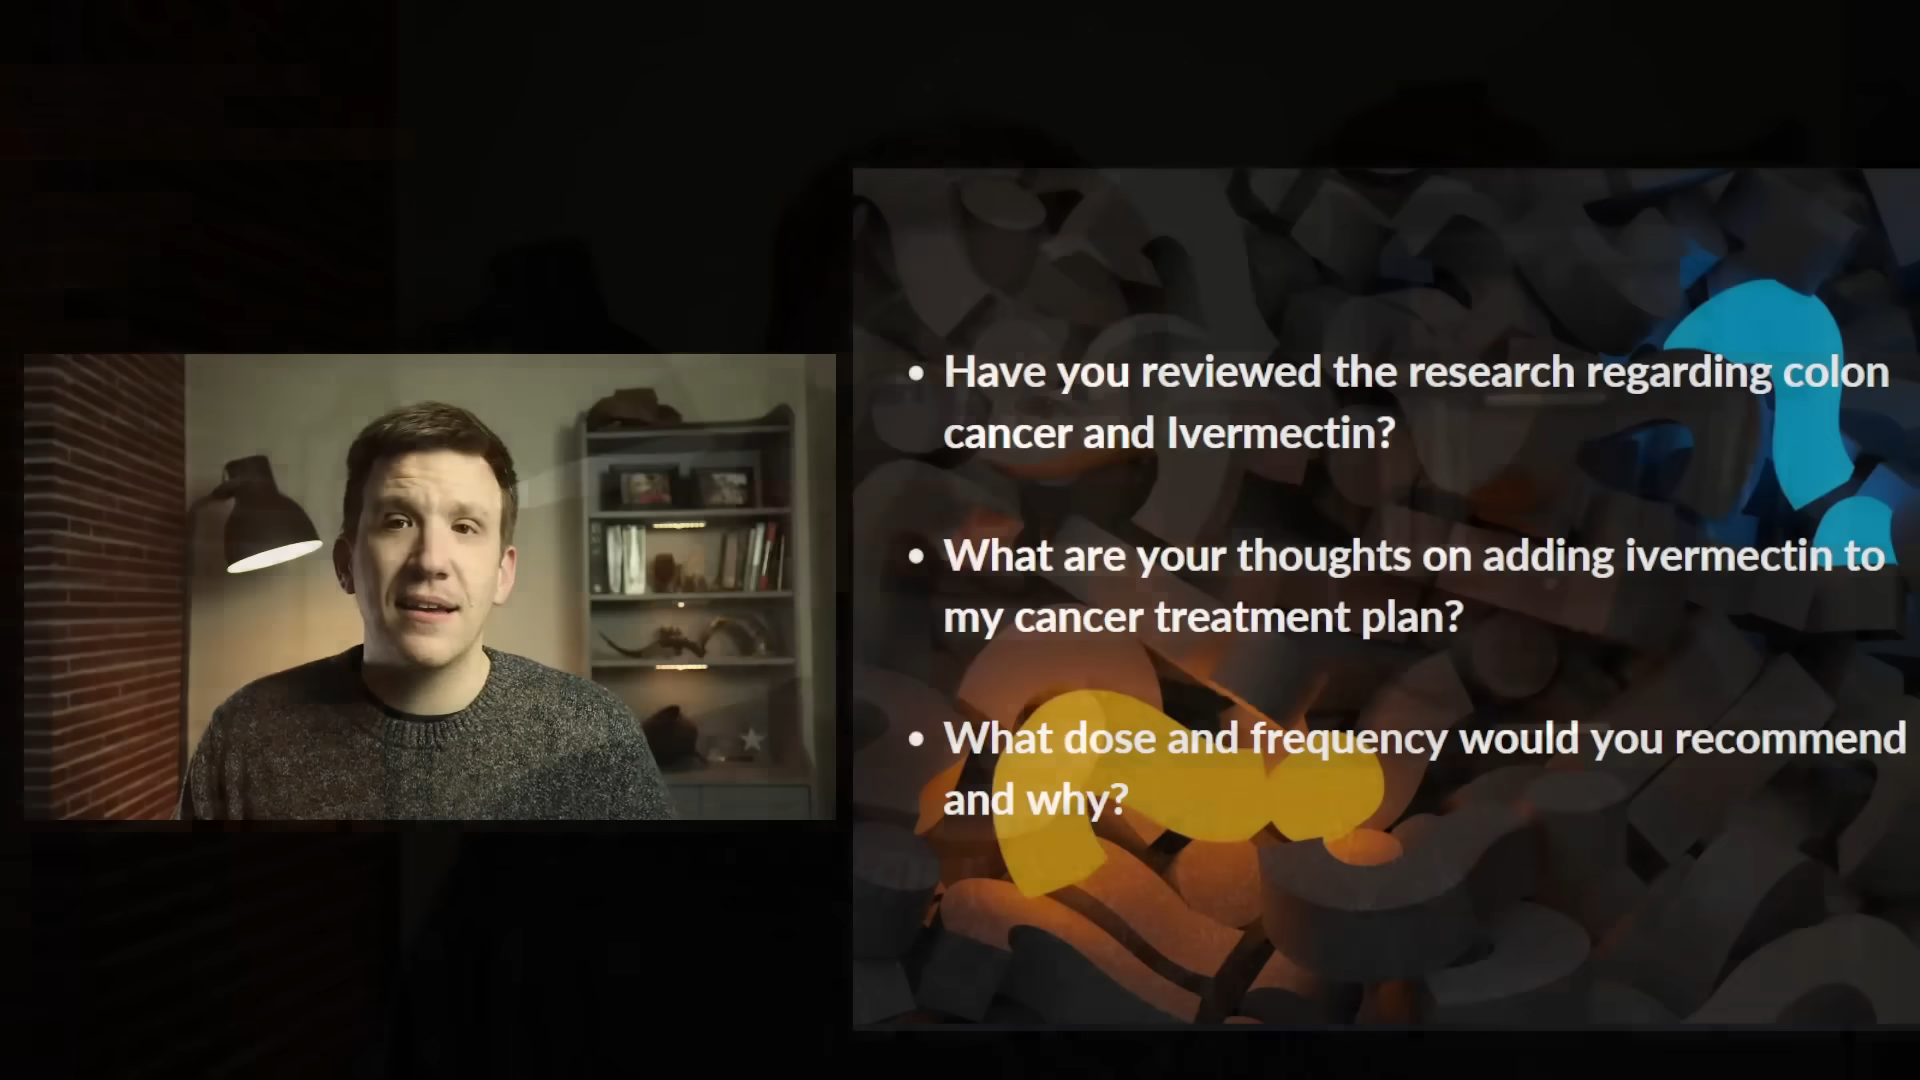 • Have you reviewed the research regarding colon
cancer and Ivermectin?
• What are your thoughts on adding ivermectin to
my cancer treatment plan?
• What dose and frequency would you recommend
and why?